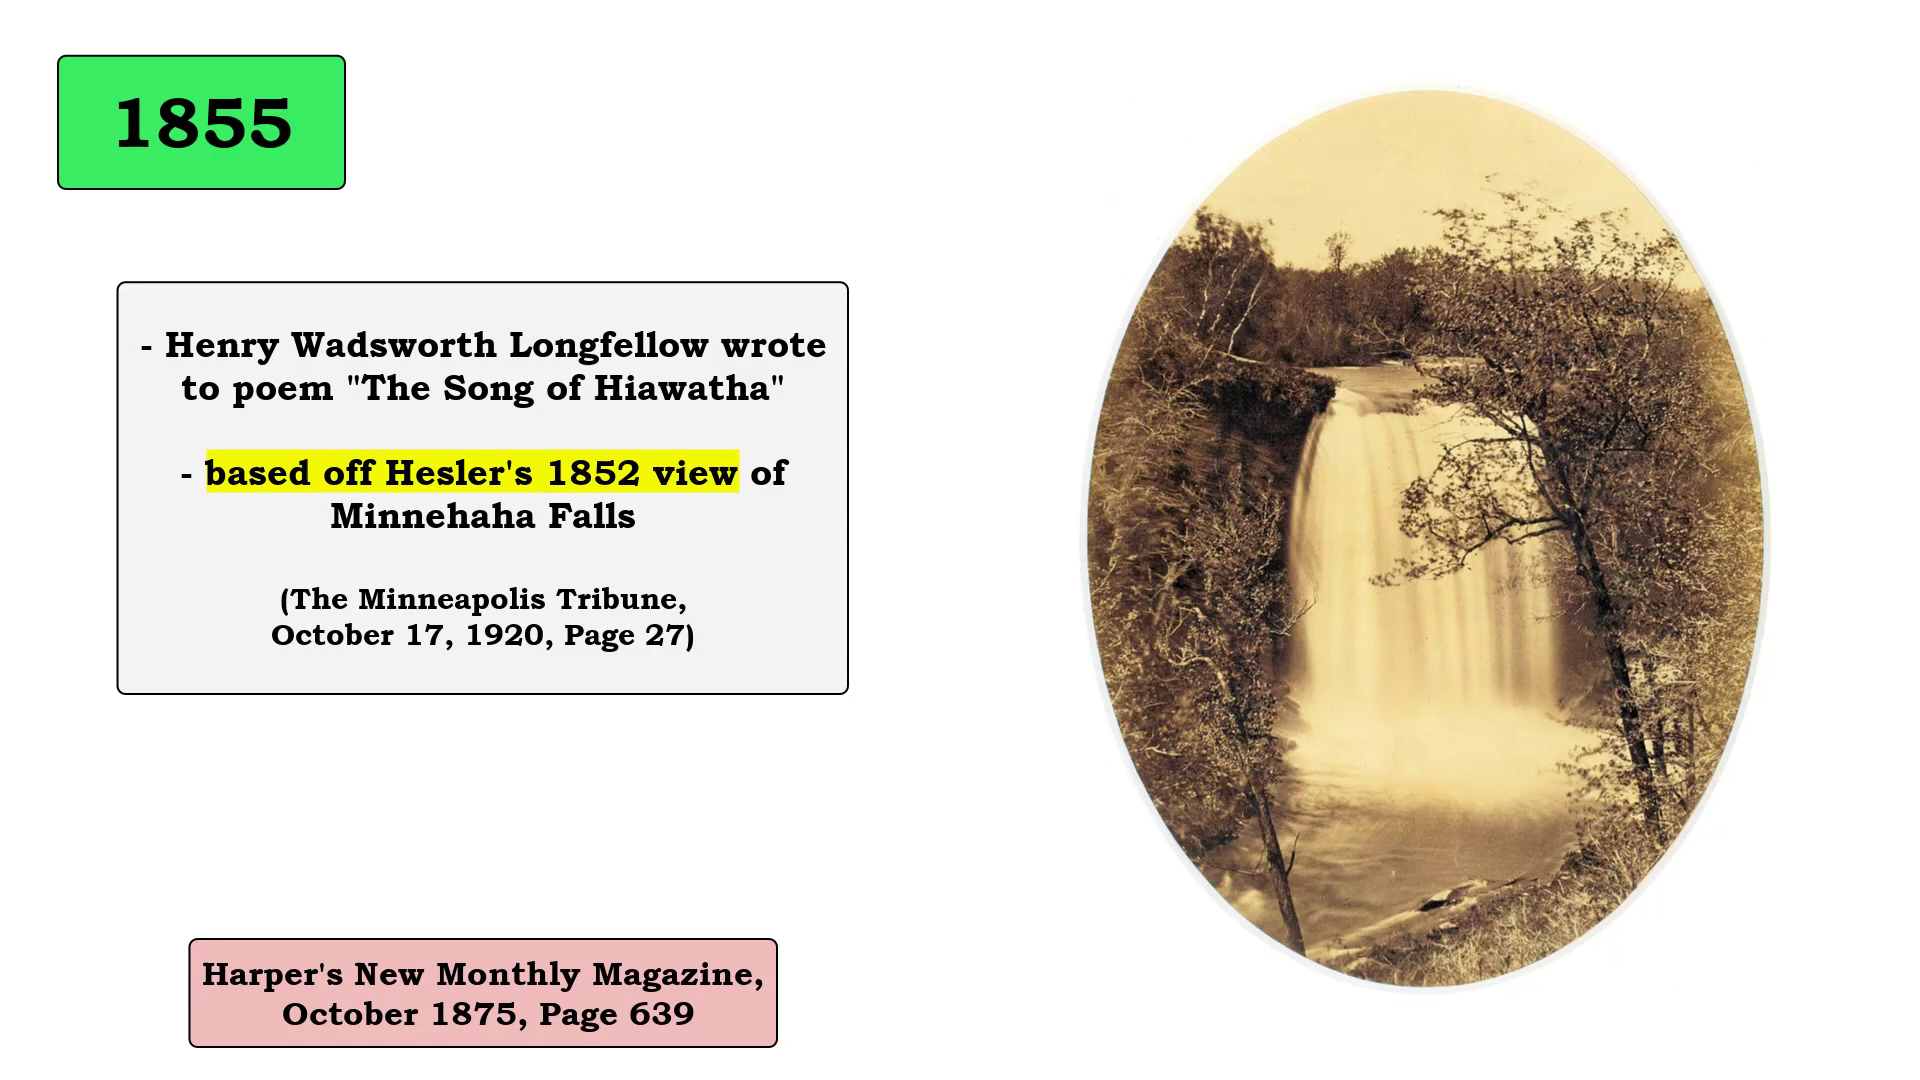 1855
- Henry Wadsworth Longfellow wrote
to poem "The Song of Hiawatha"
- based off Hesler's 1852 view of
Minnehaha Falls
(The Minneapolis Tribune,
October 17, 1920, Page 27)
Harper's New Monthly Magazine,
October 1875, Page 639